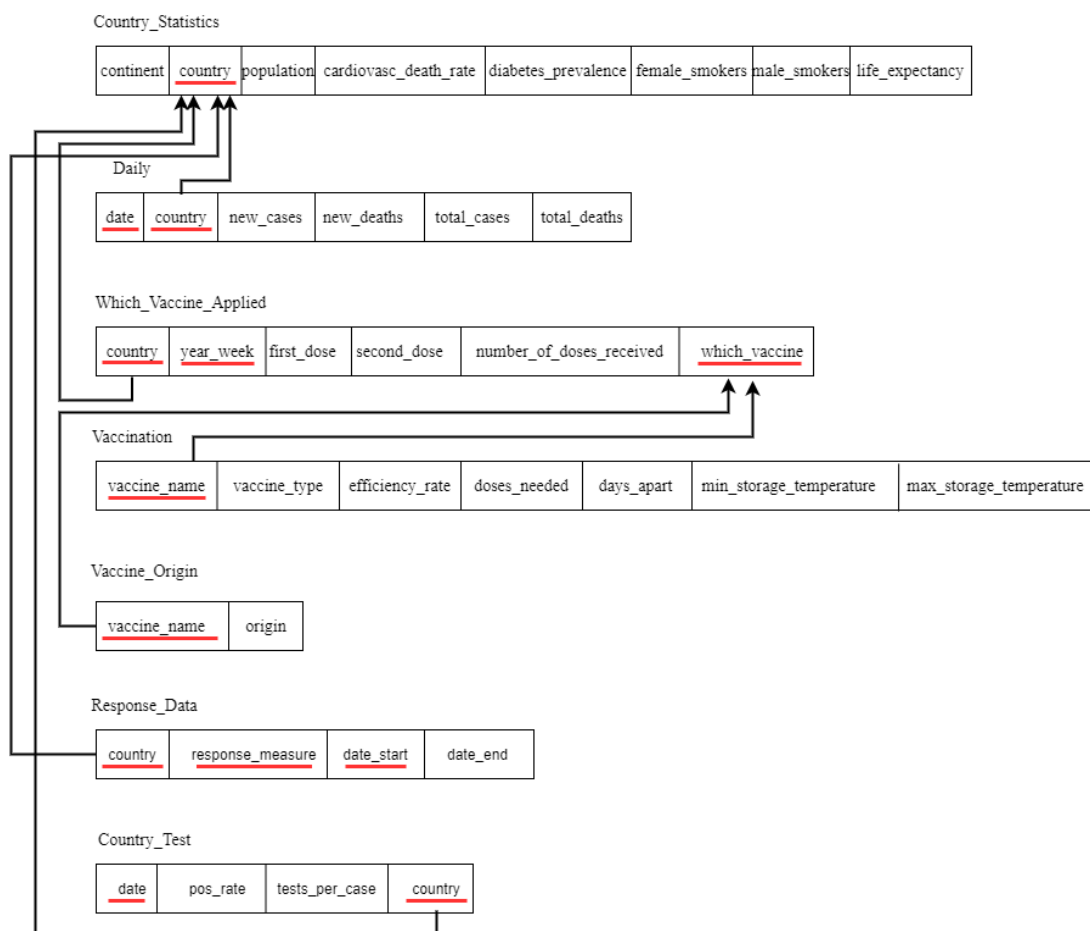 Country_Statistics
continent country population cardiovasc_death_rate diabetes_prevalence female_smokers male_smokers life_expectancy
Daily
date country new_cases new_deaths total_cases total_deaths
Which_Vaccine_Applied
country year_week first_dose second_dose number_of_doses_received which_vaccine
Vaccination
vaccine_name vaccine_type efficiency_rate doses_needed days_apart min_storage_temperature max_storage_temperature
Vaccine_Origin
vaccine_name origin
Response_Data
country response_measure date_start date_end
Country_Test
date pos_rate tests_per_case country